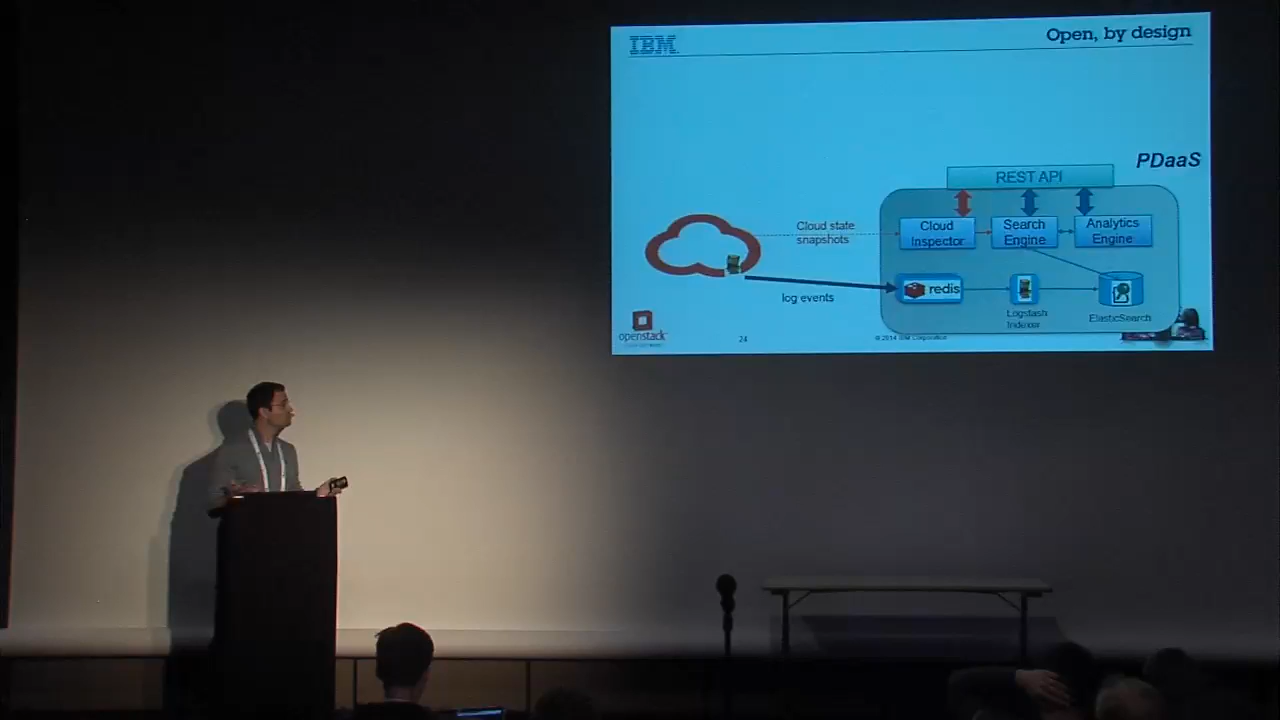 IBM
Open, by design
PDaaS
REST API
Cloud state
snapshots
Cloud
Inspector
Search
Engine
Analytics
Engine
log events
redis
Logstash
Indexer
ElasticSearch
openstack
24
© 2014 IBM Corporation